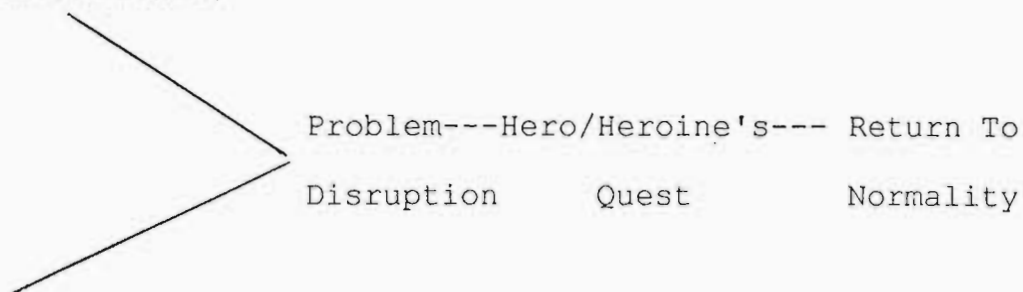 Problem---Hero/Heroine's--- Return To
Disruption Quest Normality